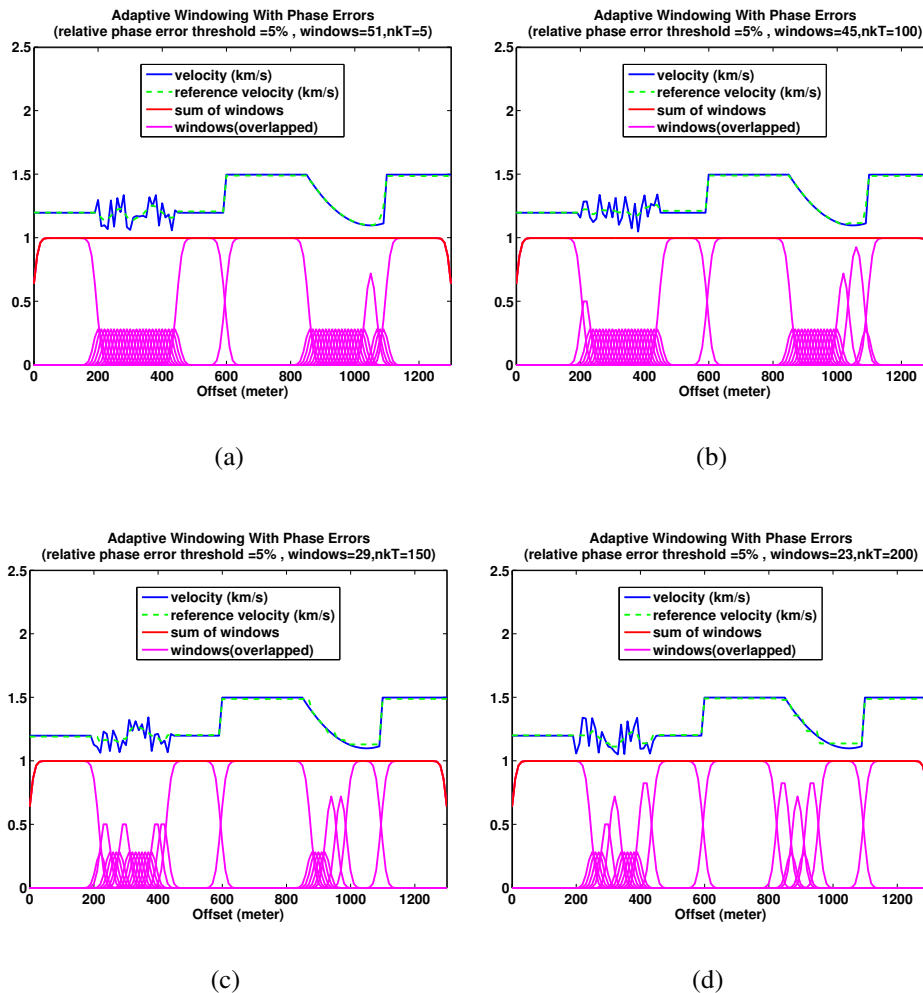 Adaptive Windowing With Phase Errors
(relative phase error threshold =5% , windows=51,nkT=5)
2.5
2
1.5
1
0.5
0
velocity (km/s)
reference velocity (km/s)
sum of windows
windows(overlapped)
0 200 400 600 800 1000 1200
Offset (meter)
(a)
Adaptive Windowing With Phase Errors
(relative phase error threshold =5% , windows=45,nkT=100)
2.5
2
1.5
1
0.5
0
velocity (km/s)
reference velocity (km/s)
sum of windows
windows(overlapped)
0 200 400 600 800 1000 1200
Offset (meter)
(b)
Adaptive Windowing With Phase Errors
(relative phase error threshold =5% , windows=29,nkT=150)
2.5
2
1.5
1
0.5
0
velocity (km/s)
reference velocity (km/s)
sum of windows
windows(overlapped)
0 200 400 600 800 1000 1200
Offset (meter)
(c)
Adaptive Windowing With Phase Errors
(relative phase error threshold =5% , windows=23,nkT=200)
2.5
2
1.5
1
0.5
0
velocity (km/s)
reference velocity (km/s)
sum of windows
windows(overlapped)
0 200 400 600 800 1000 1200
Offset (meter)
(d)